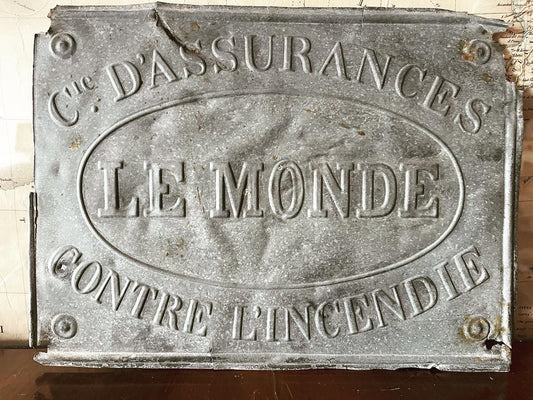 Cie D'ASSURANCES
LE MONDE
CONTRE L'INCENDIE